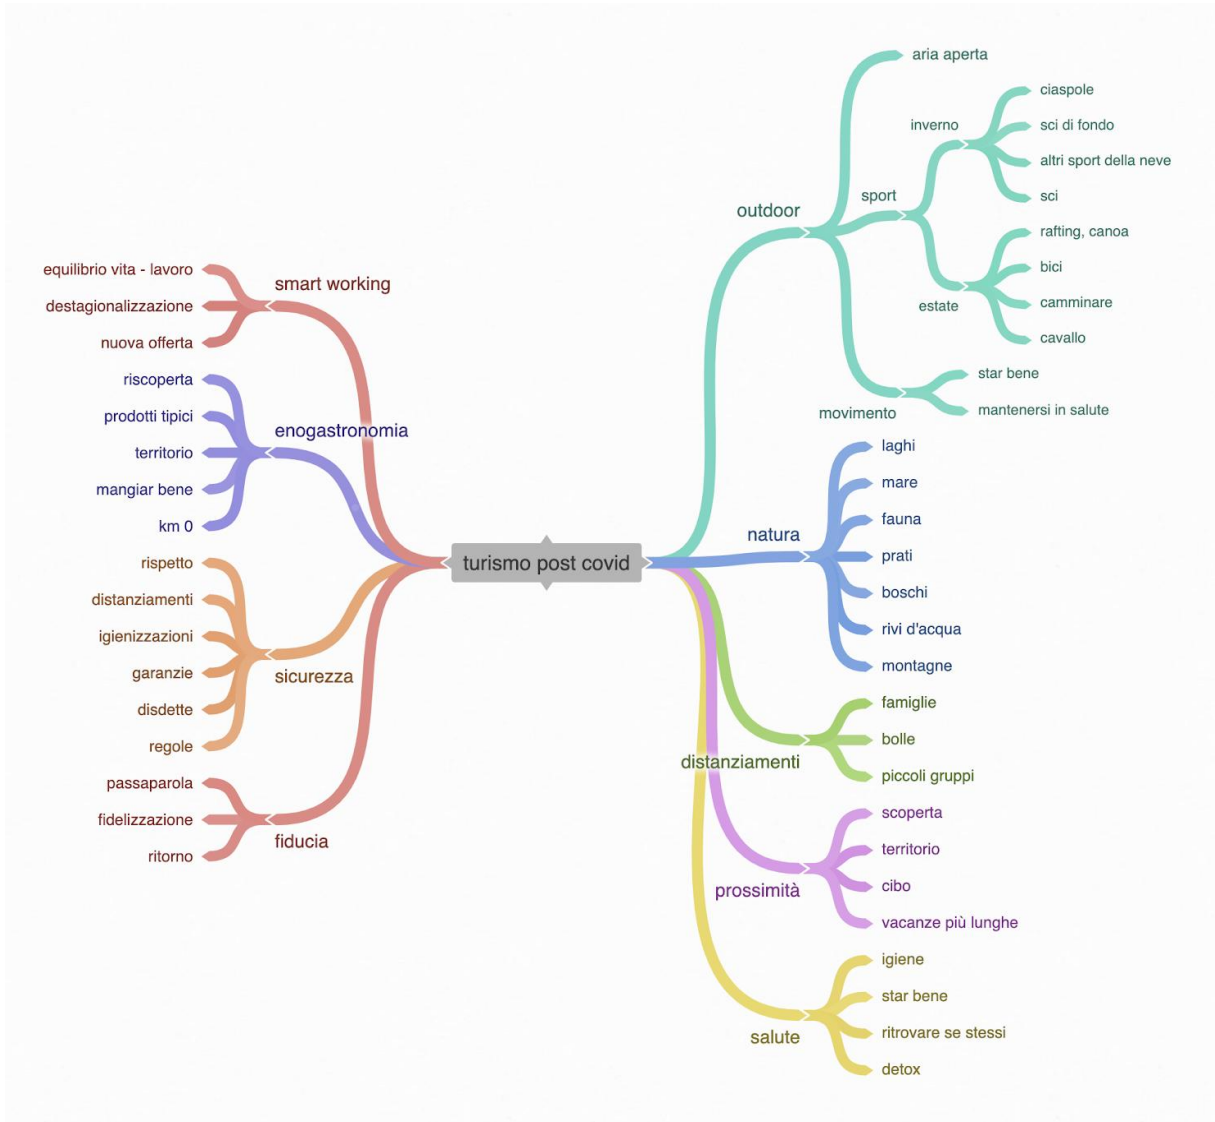 turismo post covid
outdoor
aria aperta
sport
inverno
ciaspole
sci di fondo
altri sport della neve
sci
estate
rafting, canoa
bici
camminare
cavallo
movimento
star bene
mantenersi in salute
natura
laghi
mare
fauna
prati
boschi
rivi d'acqua
montagne
distanziamenti
famiglie
bolle
piccoli gruppi
prossimità
scoperta
territorio
cibo
vacanze più lunghe
salute
igiene
star bene
ritrovare se stessi
detox
smart working
equilibrio vita - lavoro
destagionalizzazione
nuova offerta
enogastronomia
riscoperta
prodotti tipici
territorio
mangiar bene
km 0
sicurezza
rispetto
distanziamenti
igienizzazioni
garanzie
disdette
regole
fiducia
passaparola
fidelizzazione
ritorno